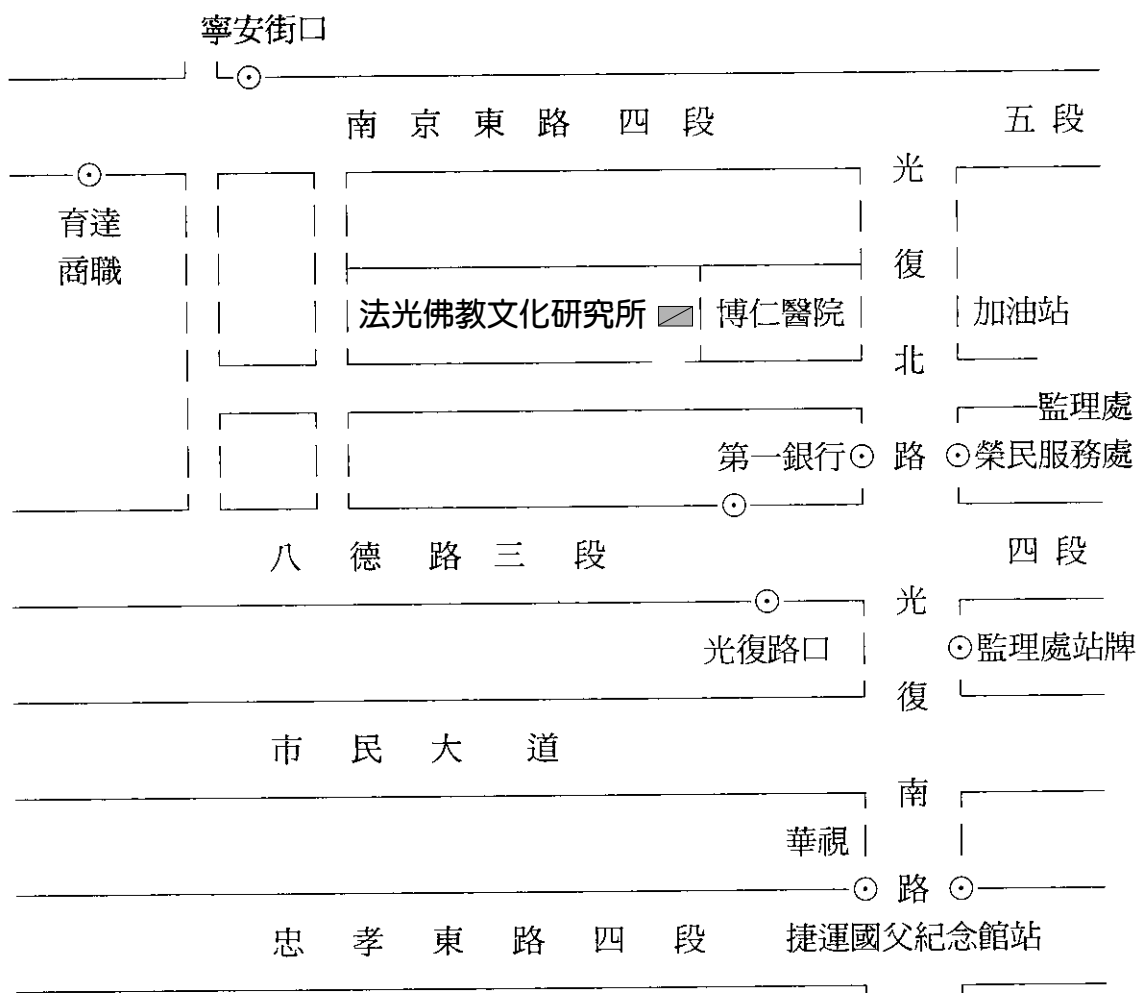 寧安街口
南京東路四段
五段
育達
商職
光復北路
法光佛教文化研究所
博仁醫院
加油站
監理處
第一銀行
榮民服務處
八德路三段
四段
光復南路
光復路口
監理處站牌
市民大道
華視
忠孝東路四段
捷運國父紀念館站